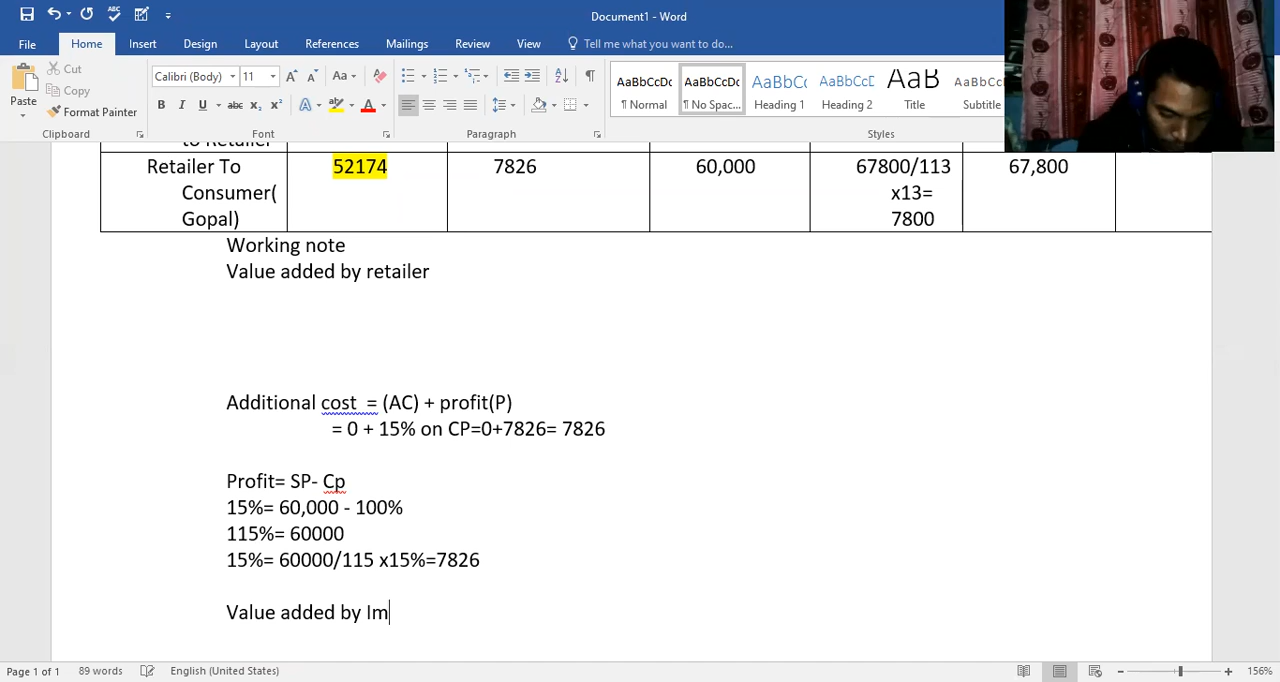 Document1 - Word
File Home Insert Design Layout References Mailings Review View Tell me what you want to do...
Cut
Copy
Format Painter
Paste
Calibri (Body) 11
Clipboard Font Paragraph Styles
AaBbCcDc AaBbCcDc AaBbCc AaBbCcD AaB AaBbCcD
¶ Normal ¶ No Spac... Heading 1 Heading 2 Title Subtitle
to Retailer
Retailer To Consumer( Gopal) 52174 7826 60,000 67800/113 x13= 7800 67,800
Working note
Value added by retailer
Additional cost = (AC) + profit(P)
= 0 + 15% on CP=0+7826= 7826
Profit= SP- Cp
15%= 60,000 - 100%
115%= 60000
15%= 60000/115 x15%=7826
Value added by Im
Page 1 of 1 89 words English (United States) 156%